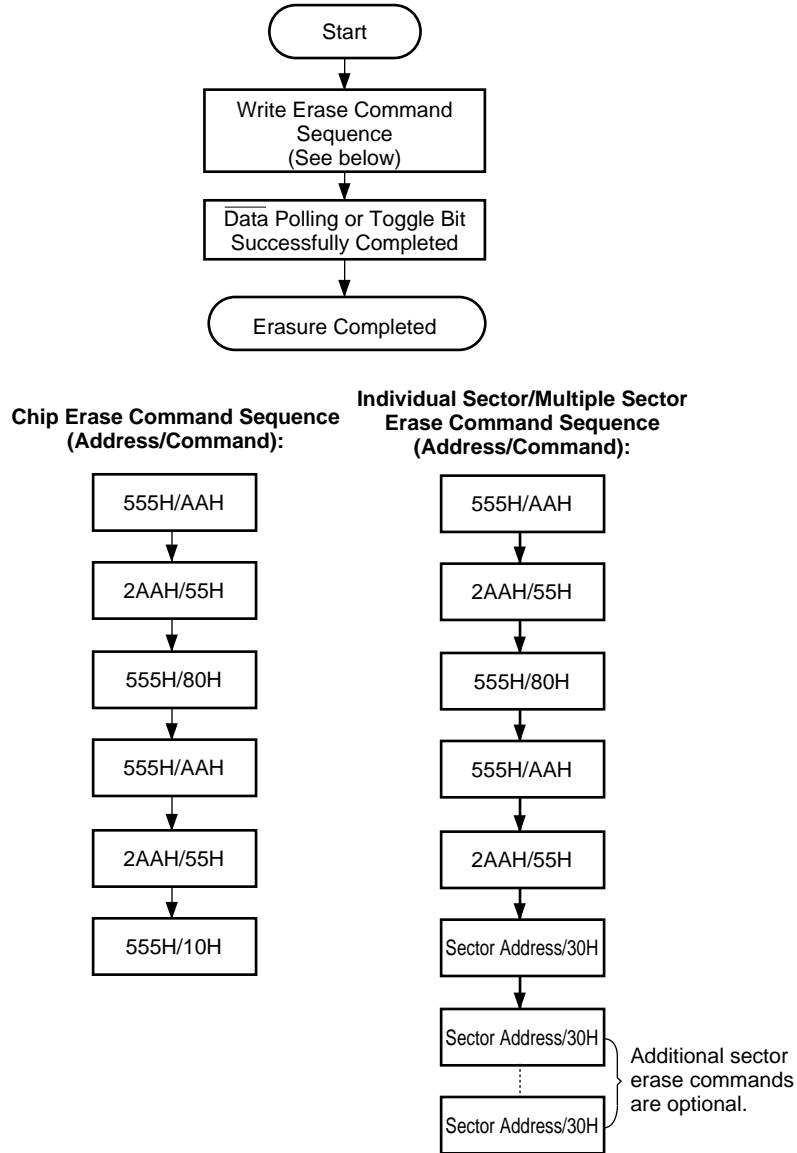 Start
Write Erase Command
Sequence
(See below)
Data Polling or Toggle Bit
Successfully Completed
Erasure Completed
Chip Erase Command Sequence
(Address/Command):
555H/AAH
2AAH/55H
555H/80H
555H/AAH
2AAH/55H
555H/10H
Individual Sector/Multiple Sector
Erase Command Sequence
(Address/Command):
555H/AAH
2AAH/55H
555H/80H
555H/AAH
2AAH/55H
Sector Address/30H
Sector Address/30H
Sector Address/30H
Additional sector
erase commands
are optional.